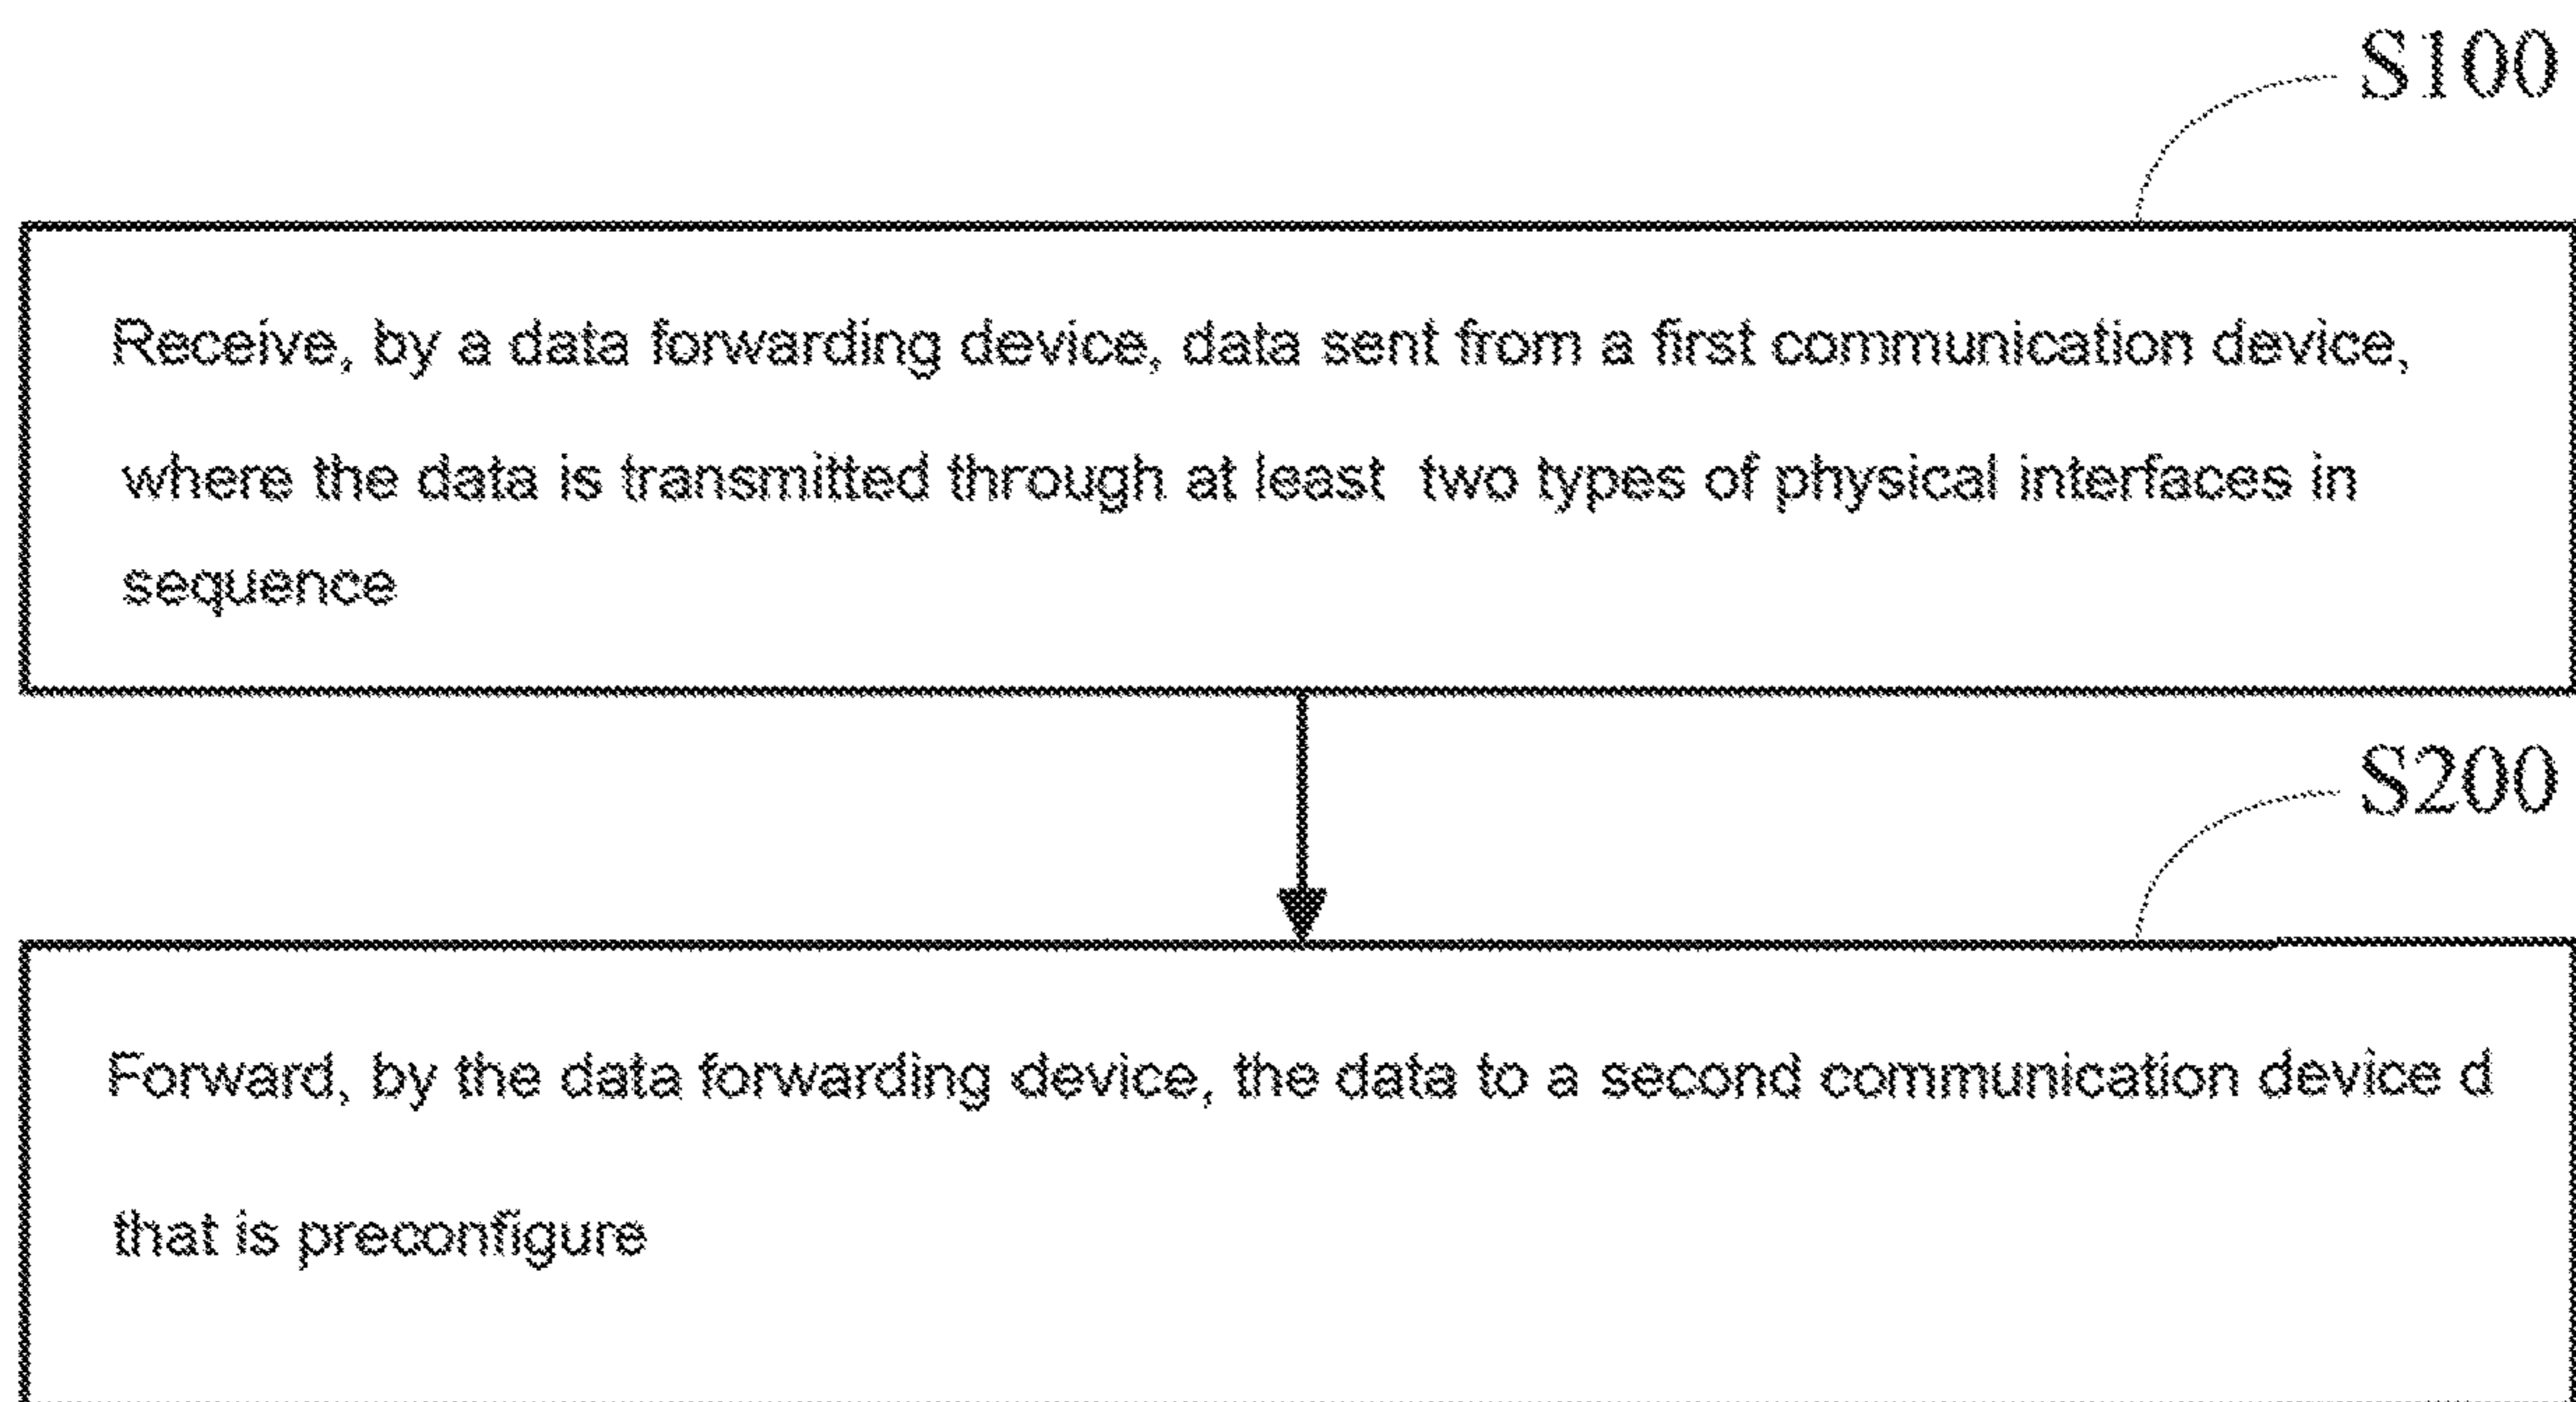 S100
Receive, by a data forwarding device, data sent from a first communication device,
where the data is transmitted through at least two types of physical interfaces in
sequence
S200
Forward, by the data forwarding device, the data to a second communication device d
that is preconfigure